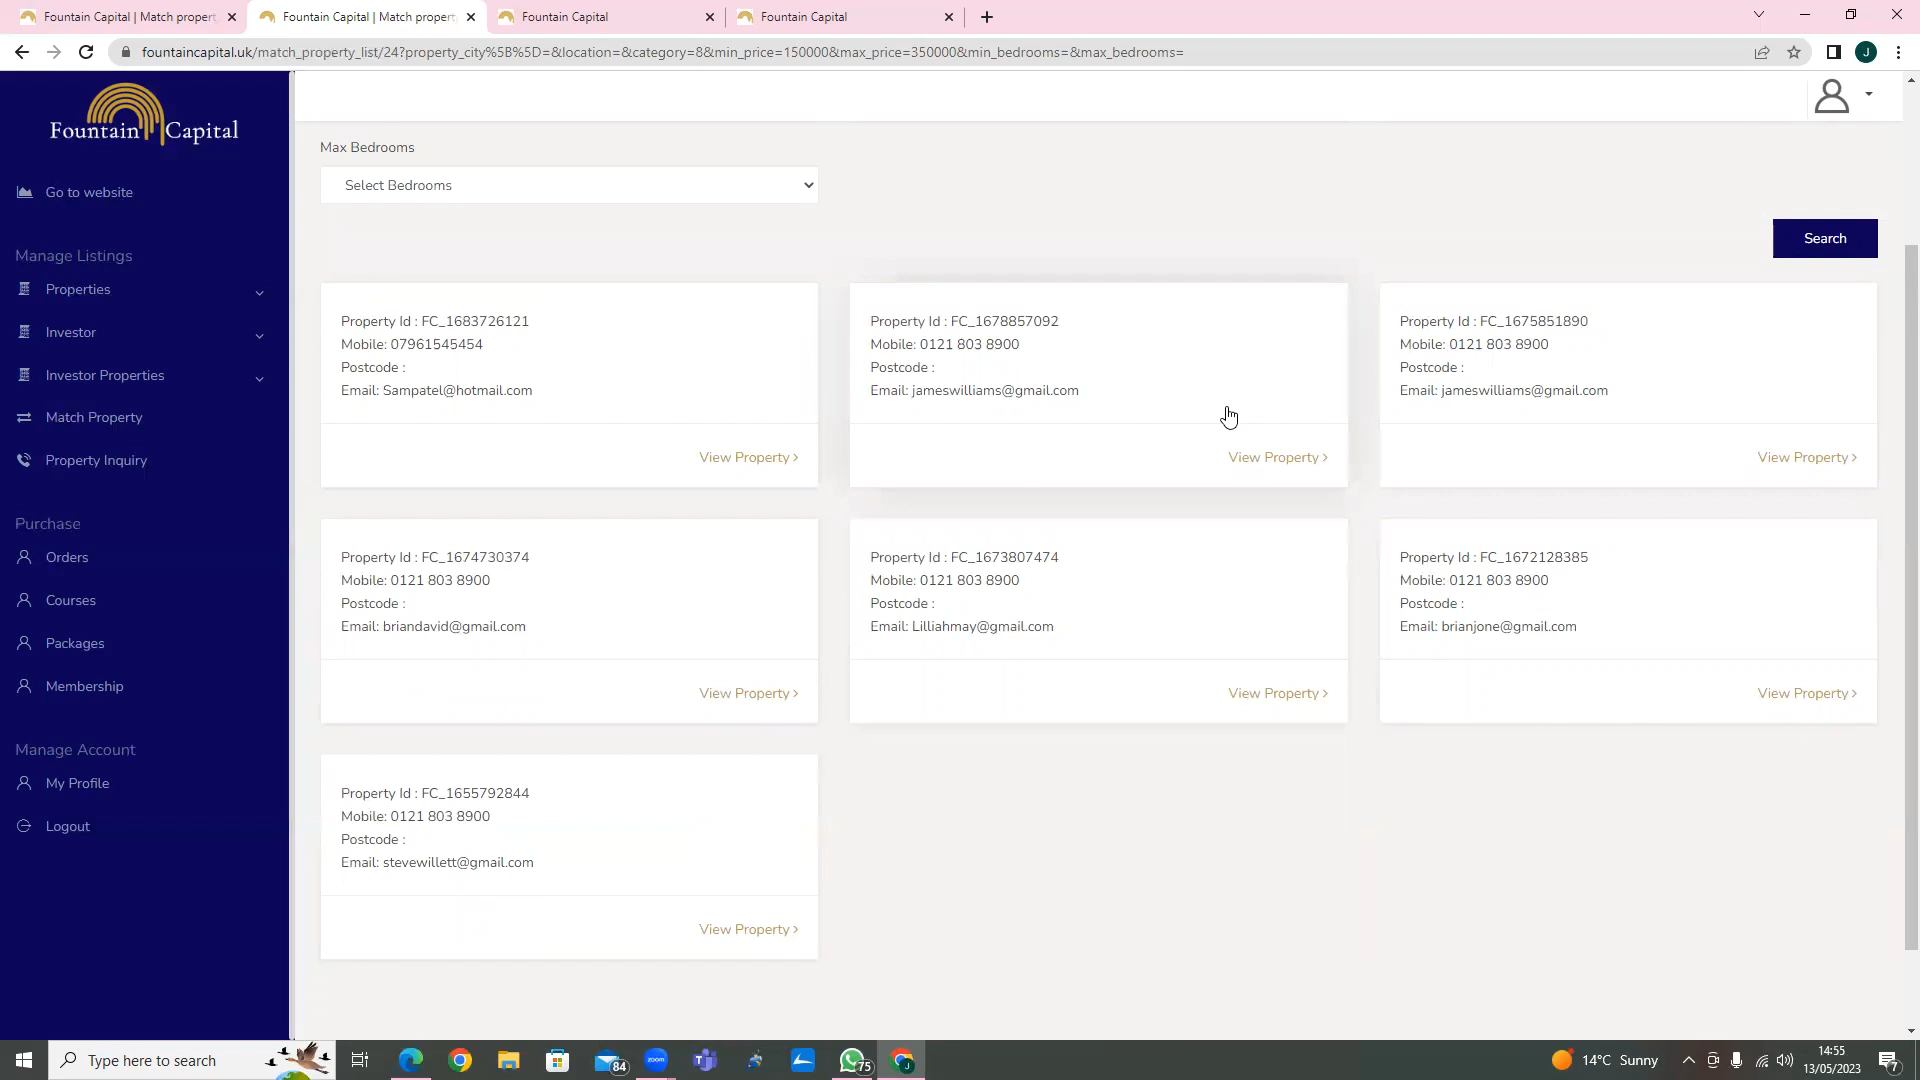 Fountain Capital | Match propert
Fountain Capital | Match propert
Fountain Capital
Fountain Capital
fountaincapital.uk/match_property_list/24?property_city%5B%5D=&location=&category=8&min_price=150000&max_price=350000&min_bedrooms=&max_bedrooms=
J
Fountain Capital
Go to website
Manage Listings
Properties
Investor
Investor Properties
Match Property
Property Inquiry
Purchase
Orders
Courses
Packages
Membership
Manage Account
My Profile
Logout
Max Bedrooms
Select Bedrooms
Search
Property Id : FC_1683726121
Mobile: 07961545454
Postcode :
Email: Sampatel@hotmail.com
View Property >
Property Id : FC_1678857092
Mobile: 0121 803 8900
Postcode :
Email: jameswilliams@gmail.com
View Property >
Property Id : FC_1675851890
Mobile: 0121 803 8900
Postcode :
Email: jameswilliams@gmail.com
View Property >
Property Id : FC_1674730374
Mobile: 0121 803 8900
Postcode :
Email: briandavid@gmail.com
View Property >
Property Id : FC_1673807474
Mobile: 0121 803 8900
Postcode :
Email: Lilliahmay@gmail.com
View Property >
Property Id : FC_1672128385
Mobile: 0121 803 8900
Postcode :
Email: brianjone@gmail.com
View Property >
Property Id : FC_1655792844
Mobile: 0121 803 8900
Postcode :
Email: stevewillett@gmail.com
View Property >
Type here to search
84
zoom
75
J
14°C Sunny
14:55
13/05/2023
7